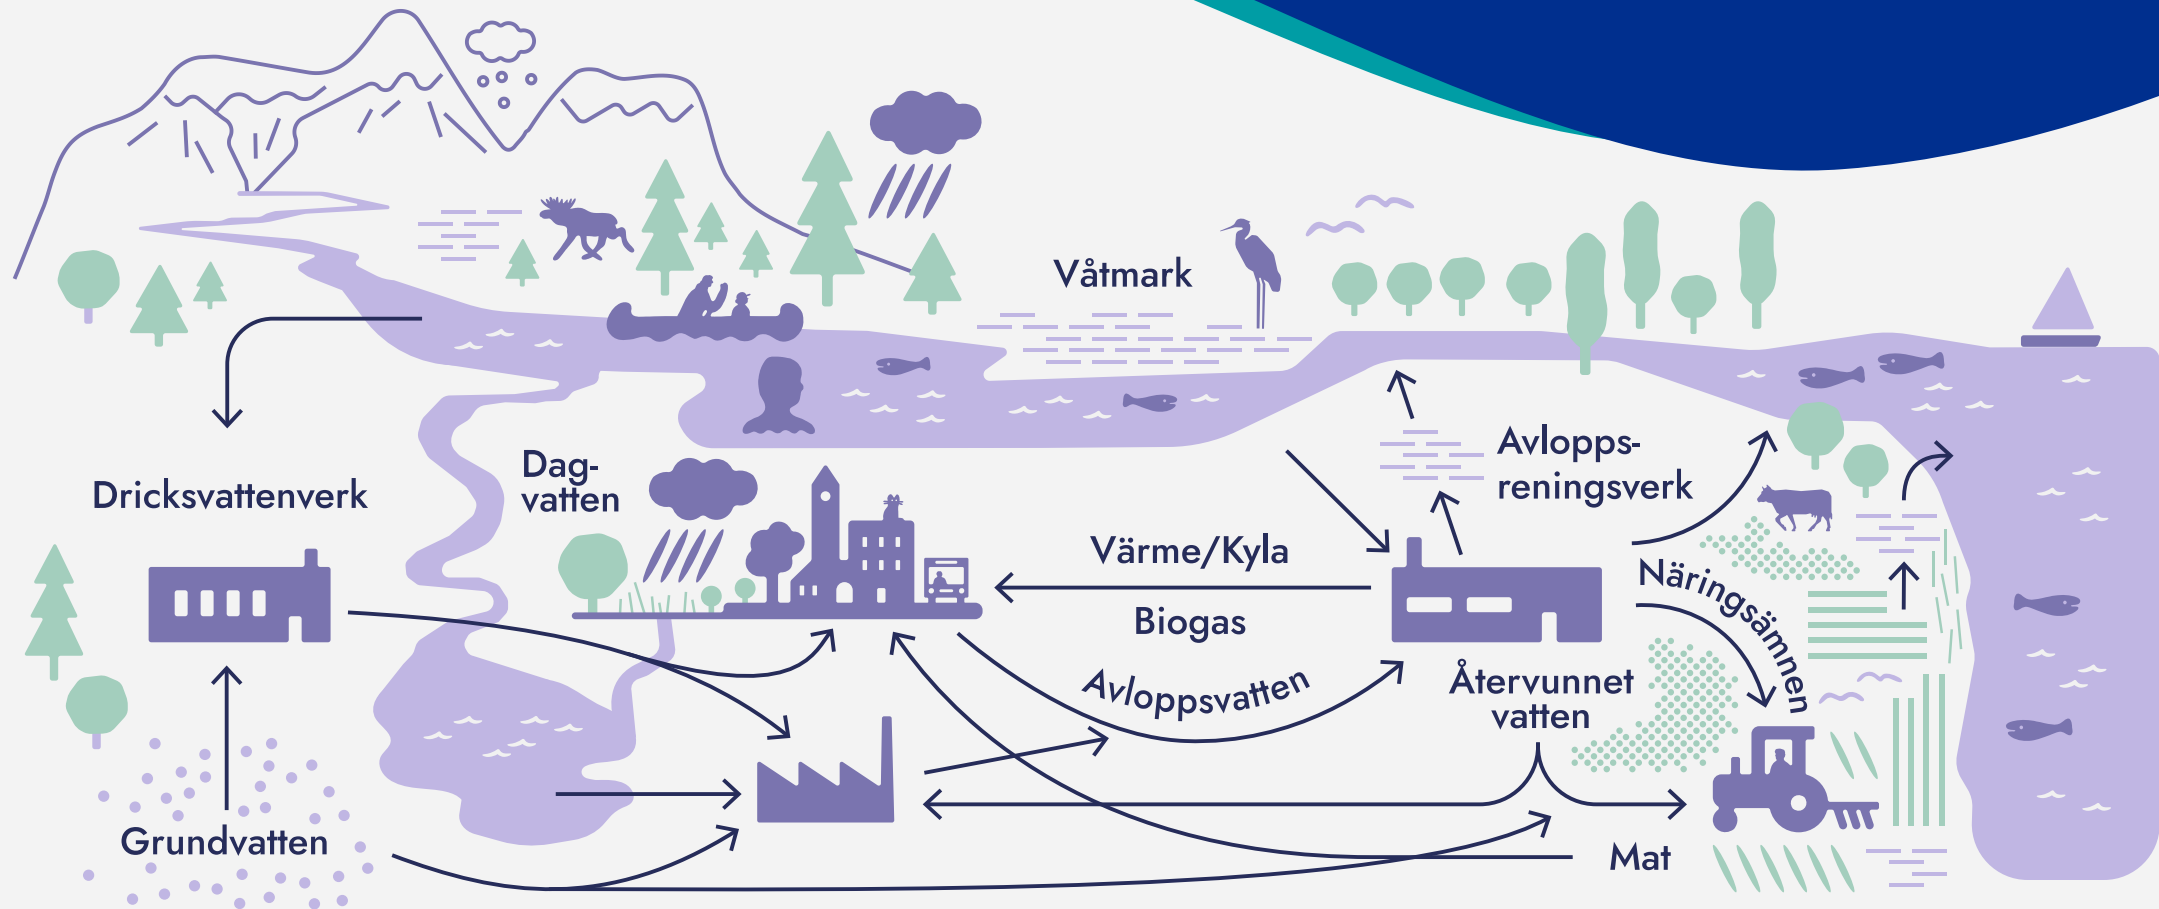 Våtmark
Avlopps-
reningsverk
Dricksvattenverk
Dag-
vatten
Värme/Kyla
Biogas
Näringsämnen
Avloppsvatten
Återvunnet
vatten
Grundvatten
Mat